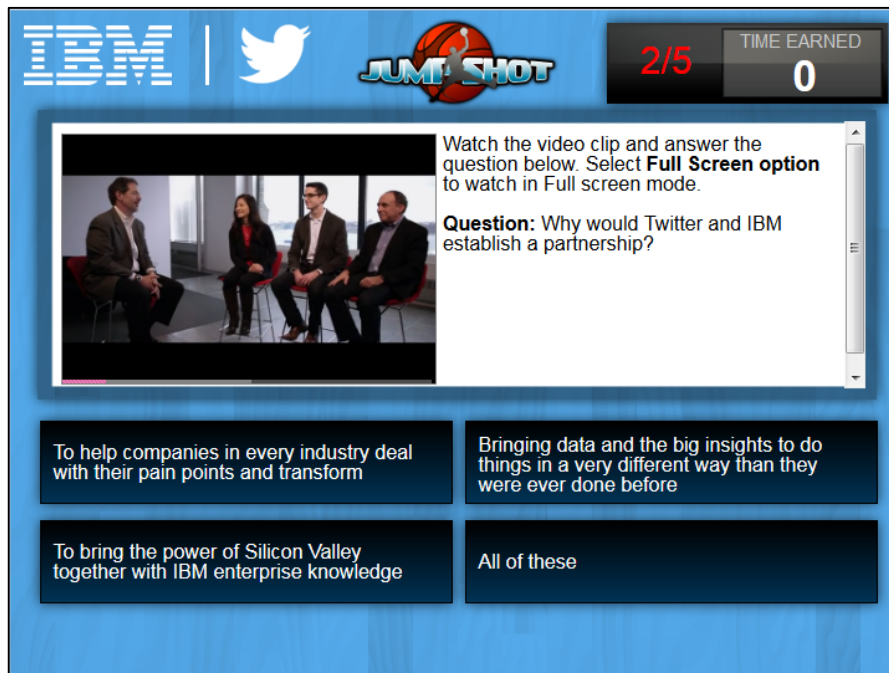 IBM
JUMP SHOT
2/5
TIME EARNED
0
Watch the video clip and answer the
question below. Select Full Screen option
to watch in Full screen mode.
Question: Why would Twitter and IBM
establish a partnership?
To help companies in every industry deal
with their pain points and transform
Bringing data and the big insights to do
things in a very different way than they
were ever done before
To bring the power of Silicon Valley
together with IBM enterprise knowledge
All of these